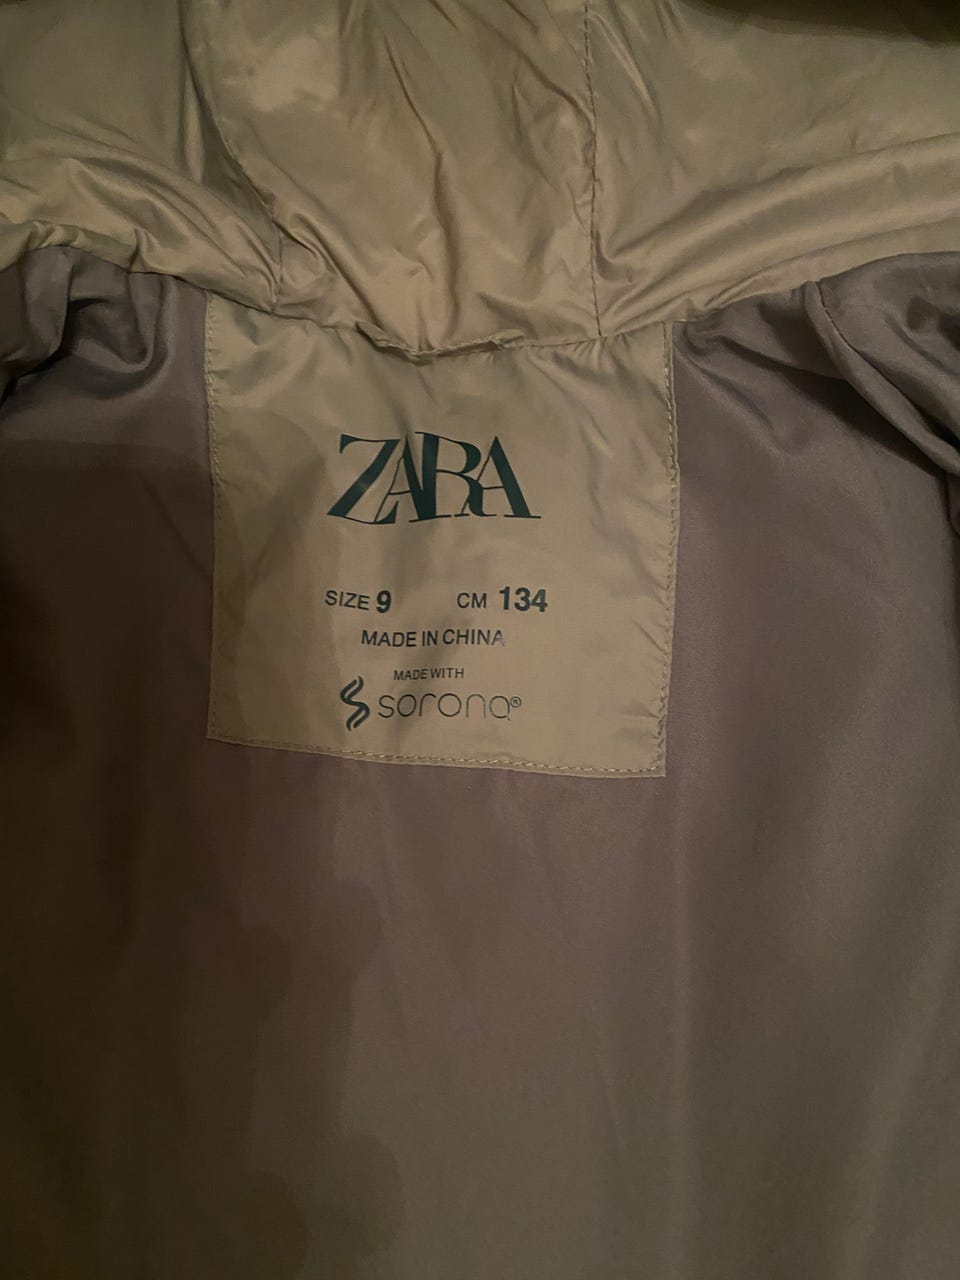 ZARA
SIZE 9 CM 134
MADE IN CHINA
MADE WITH
sorona®